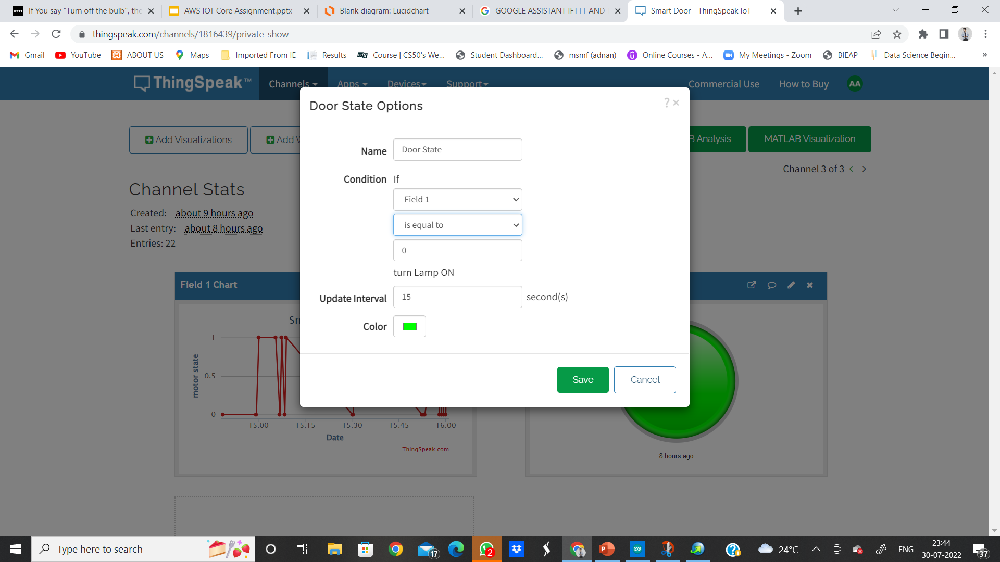 If You say "Turn off the bulb", the
AWS IOT Core Assignment.pptx -
Blank diagram: Lucidchart
GOOGLE ASSISTANT IFTTT AND T
Smart Door - ThingSpeak IoT
thingspeak.com/channels/1816439/private_show
Gmail
YouTube
ABOUT US
Maps
Imported From IE
Results
edX
Course | CS50's We...
Student Dashboard...
msmf (adnan)
Online Courses - A...
My Meetings - Zoom
BIEAP
Data Science Begin...
»
ThingSpeak™
Channels
Apps
Devices
Support
Commercial Use
How to Buy
AA
Door State Options
? ×
Add Visualizations
Add
B Analysis
MATLAB Visualization
Name
Door State
Channel 3 of 3
Condition
If
Field 1
is equal to
0
turn Lamp ON
Update Interval
15
second(s)
Color
Save
Cancel
Channel Stats
Created: about 9 hours ago
Last entry: about 8 hours ago
Entries: 22
Field 1 Chart
1
0.5
0
motor state
15:00
15:15
15:30
15:45
16:00
Date
ThingSpeak.com
8 hours ago
Type here to search
17
2
24°C
ENG
23:44
30-07-2022
37